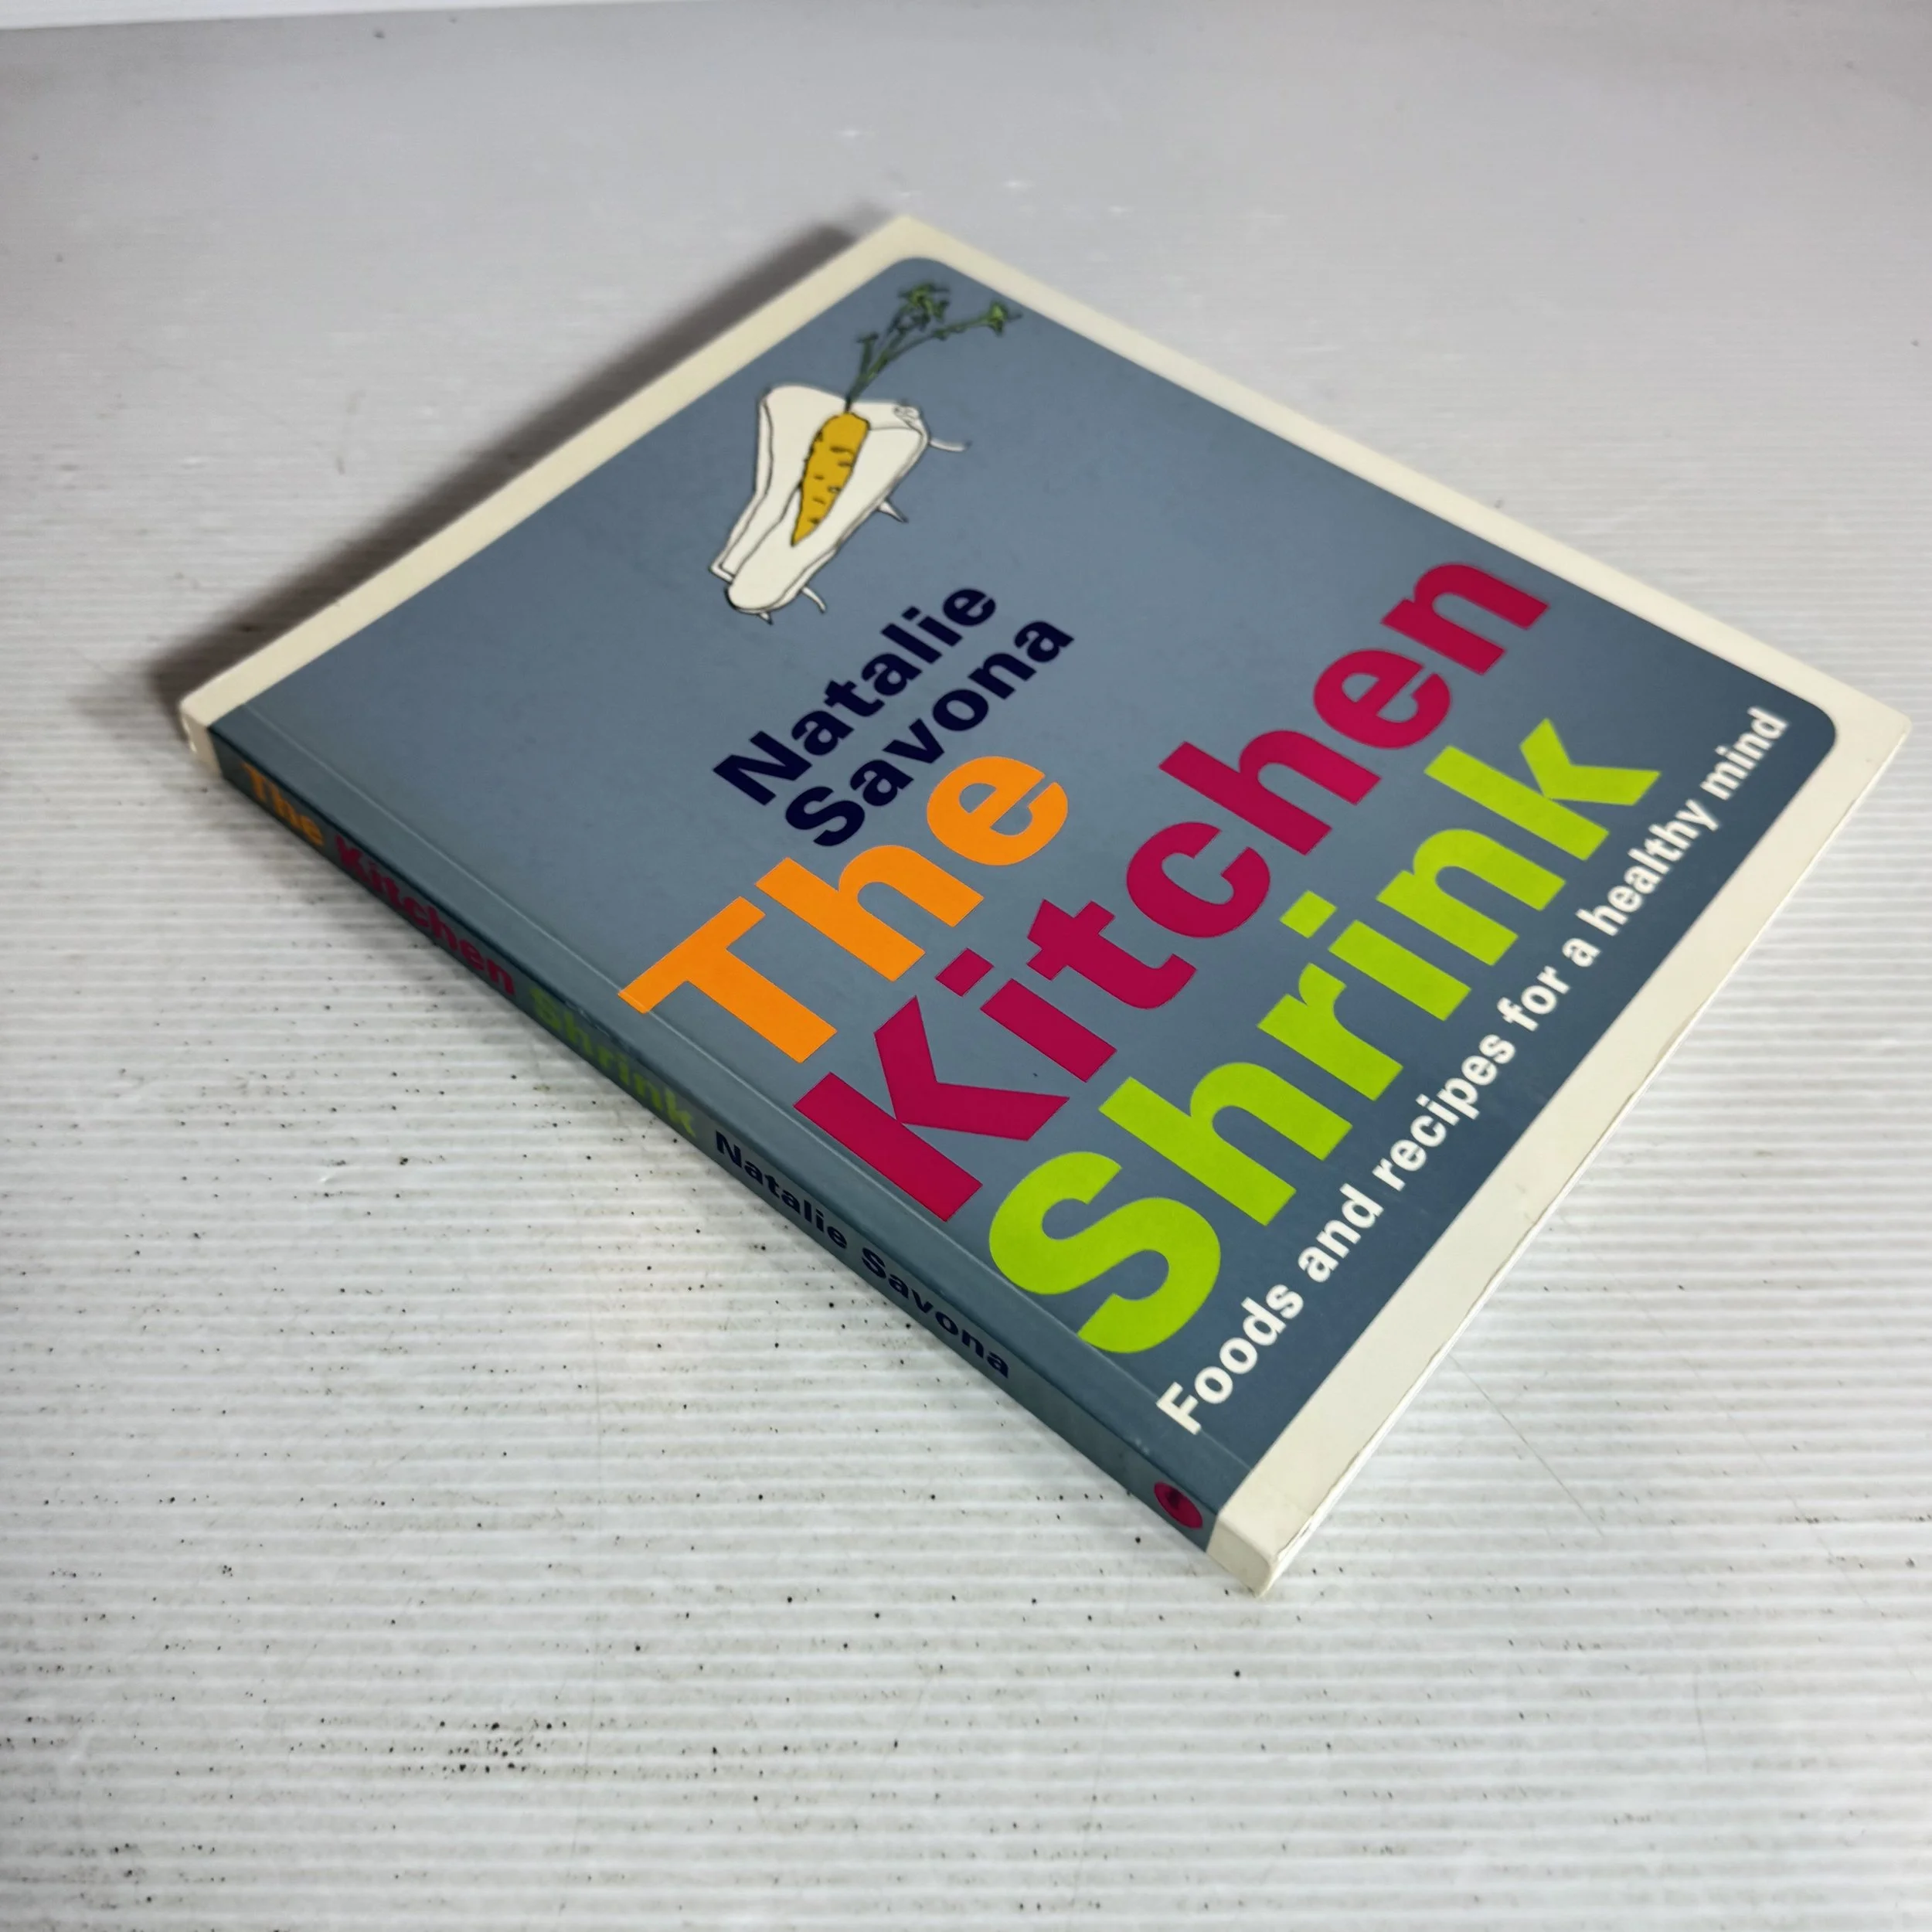 Natalie
Savona
The
Kitchen
Shrink
Foods and recipes for a healthy mind
The Kitchen Shrink Natalie Savona